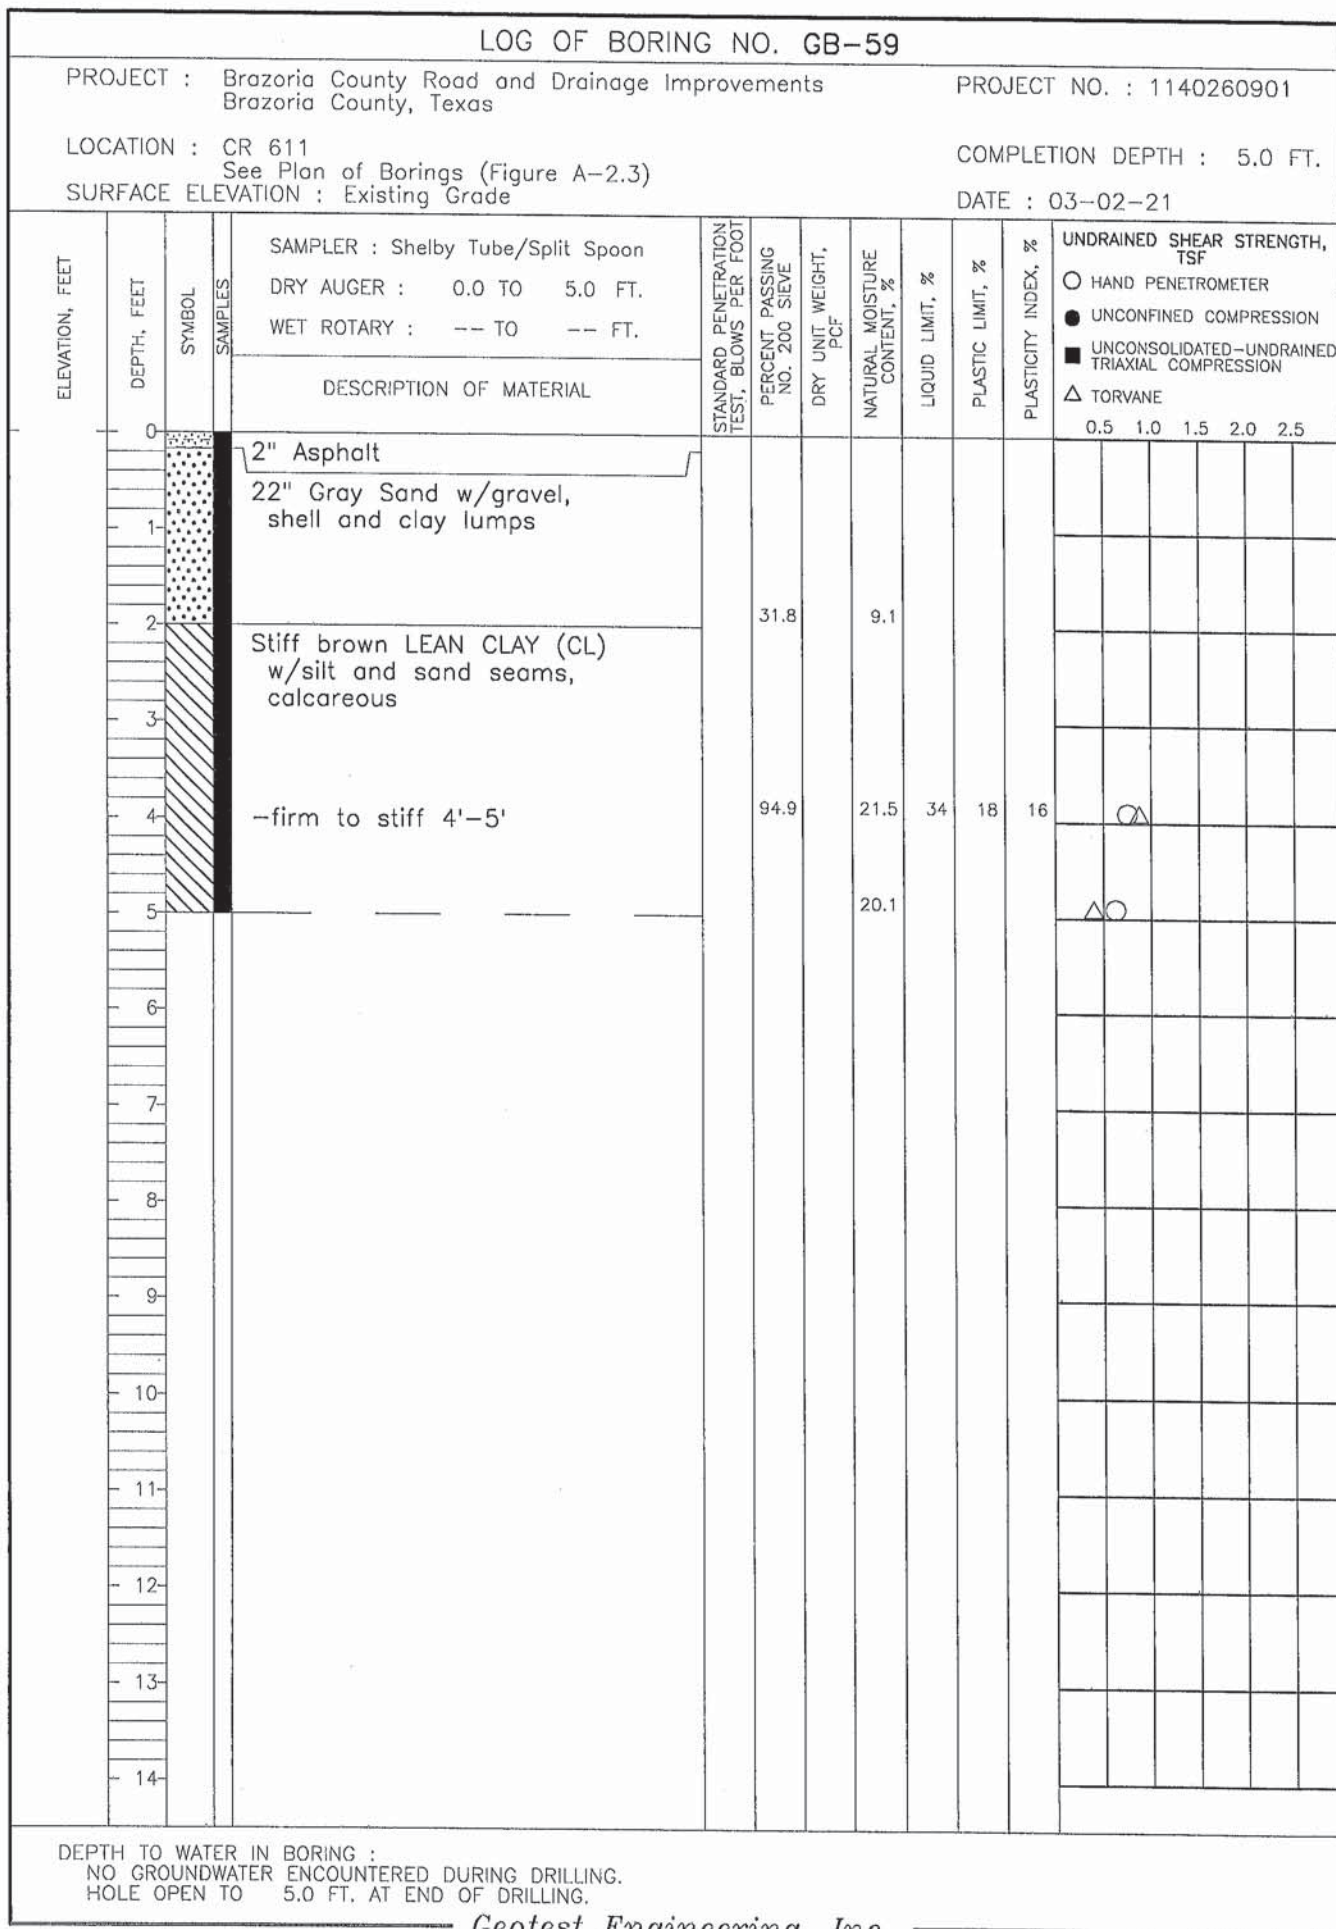 LOG OF BORING NO. GB-59
PROJECT : Brazoria County Road and Drainage Improvements
Brazoria County, Texas
PROJECT NO. : 1140260901
LOCATION : CR 611
See Plan of Borings (Figure A-2.3)
COMPLETION DEPTH : 5.0 FT.
SURFACE ELEVATION : Existing Grade
DATE : 03-02-21
ELEVATION, FEET
DEPTH, FEET
SYMBOL
SAMPLES
SAMPLER : Shelby Tube/Split Spoon
DRY AUGER : 0.0 TO 5.0 FT.
WET ROTARY : -- TO -- FT.
DESCRIPTION OF MATERIAL
STANDARD PENETRATION
TEST, BLOWS PER FOOT
PERCENT PASSING
NO. 200 SIEVE
DRY UNIT WEIGHT,
PCF
NATURAL MOISTURE
CONTENT, %
LIQUID LIMIT, %
PLASTIC LIMIT, %
PLASTICITY INDEX, %
UNDRAINED SHEAR STRENGTH,
TSF
HAND PENETROMETER
UNCONFINED COMPRESSION
UNCONSOLIDATED-UNDRAINED
TRIAXIAL COMPRESSION
TORVANE
0.5 1.0 1.5 2.0 2.5
0
2" Asphalt
22" Gray Sand w/gravel,
shell and clay lumps
1
31.8 9.1
2
Stiff brown LEAN CLAY (CL)
w/silt and sand seams,
calcareous
3
4 -firm to stiff 4'-5' 94.9 21.5 34 18 16
5 20.1
6
7
8
9
10
11
12
13
14
DEPTH TO WATER IN BORING :
NO GROUNDWATER ENCOUNTERED DURING DRILLING.
HOLE OPEN TO 5.0 FT. AT END OF DRILLING.
Geotest Engineering, Inc.